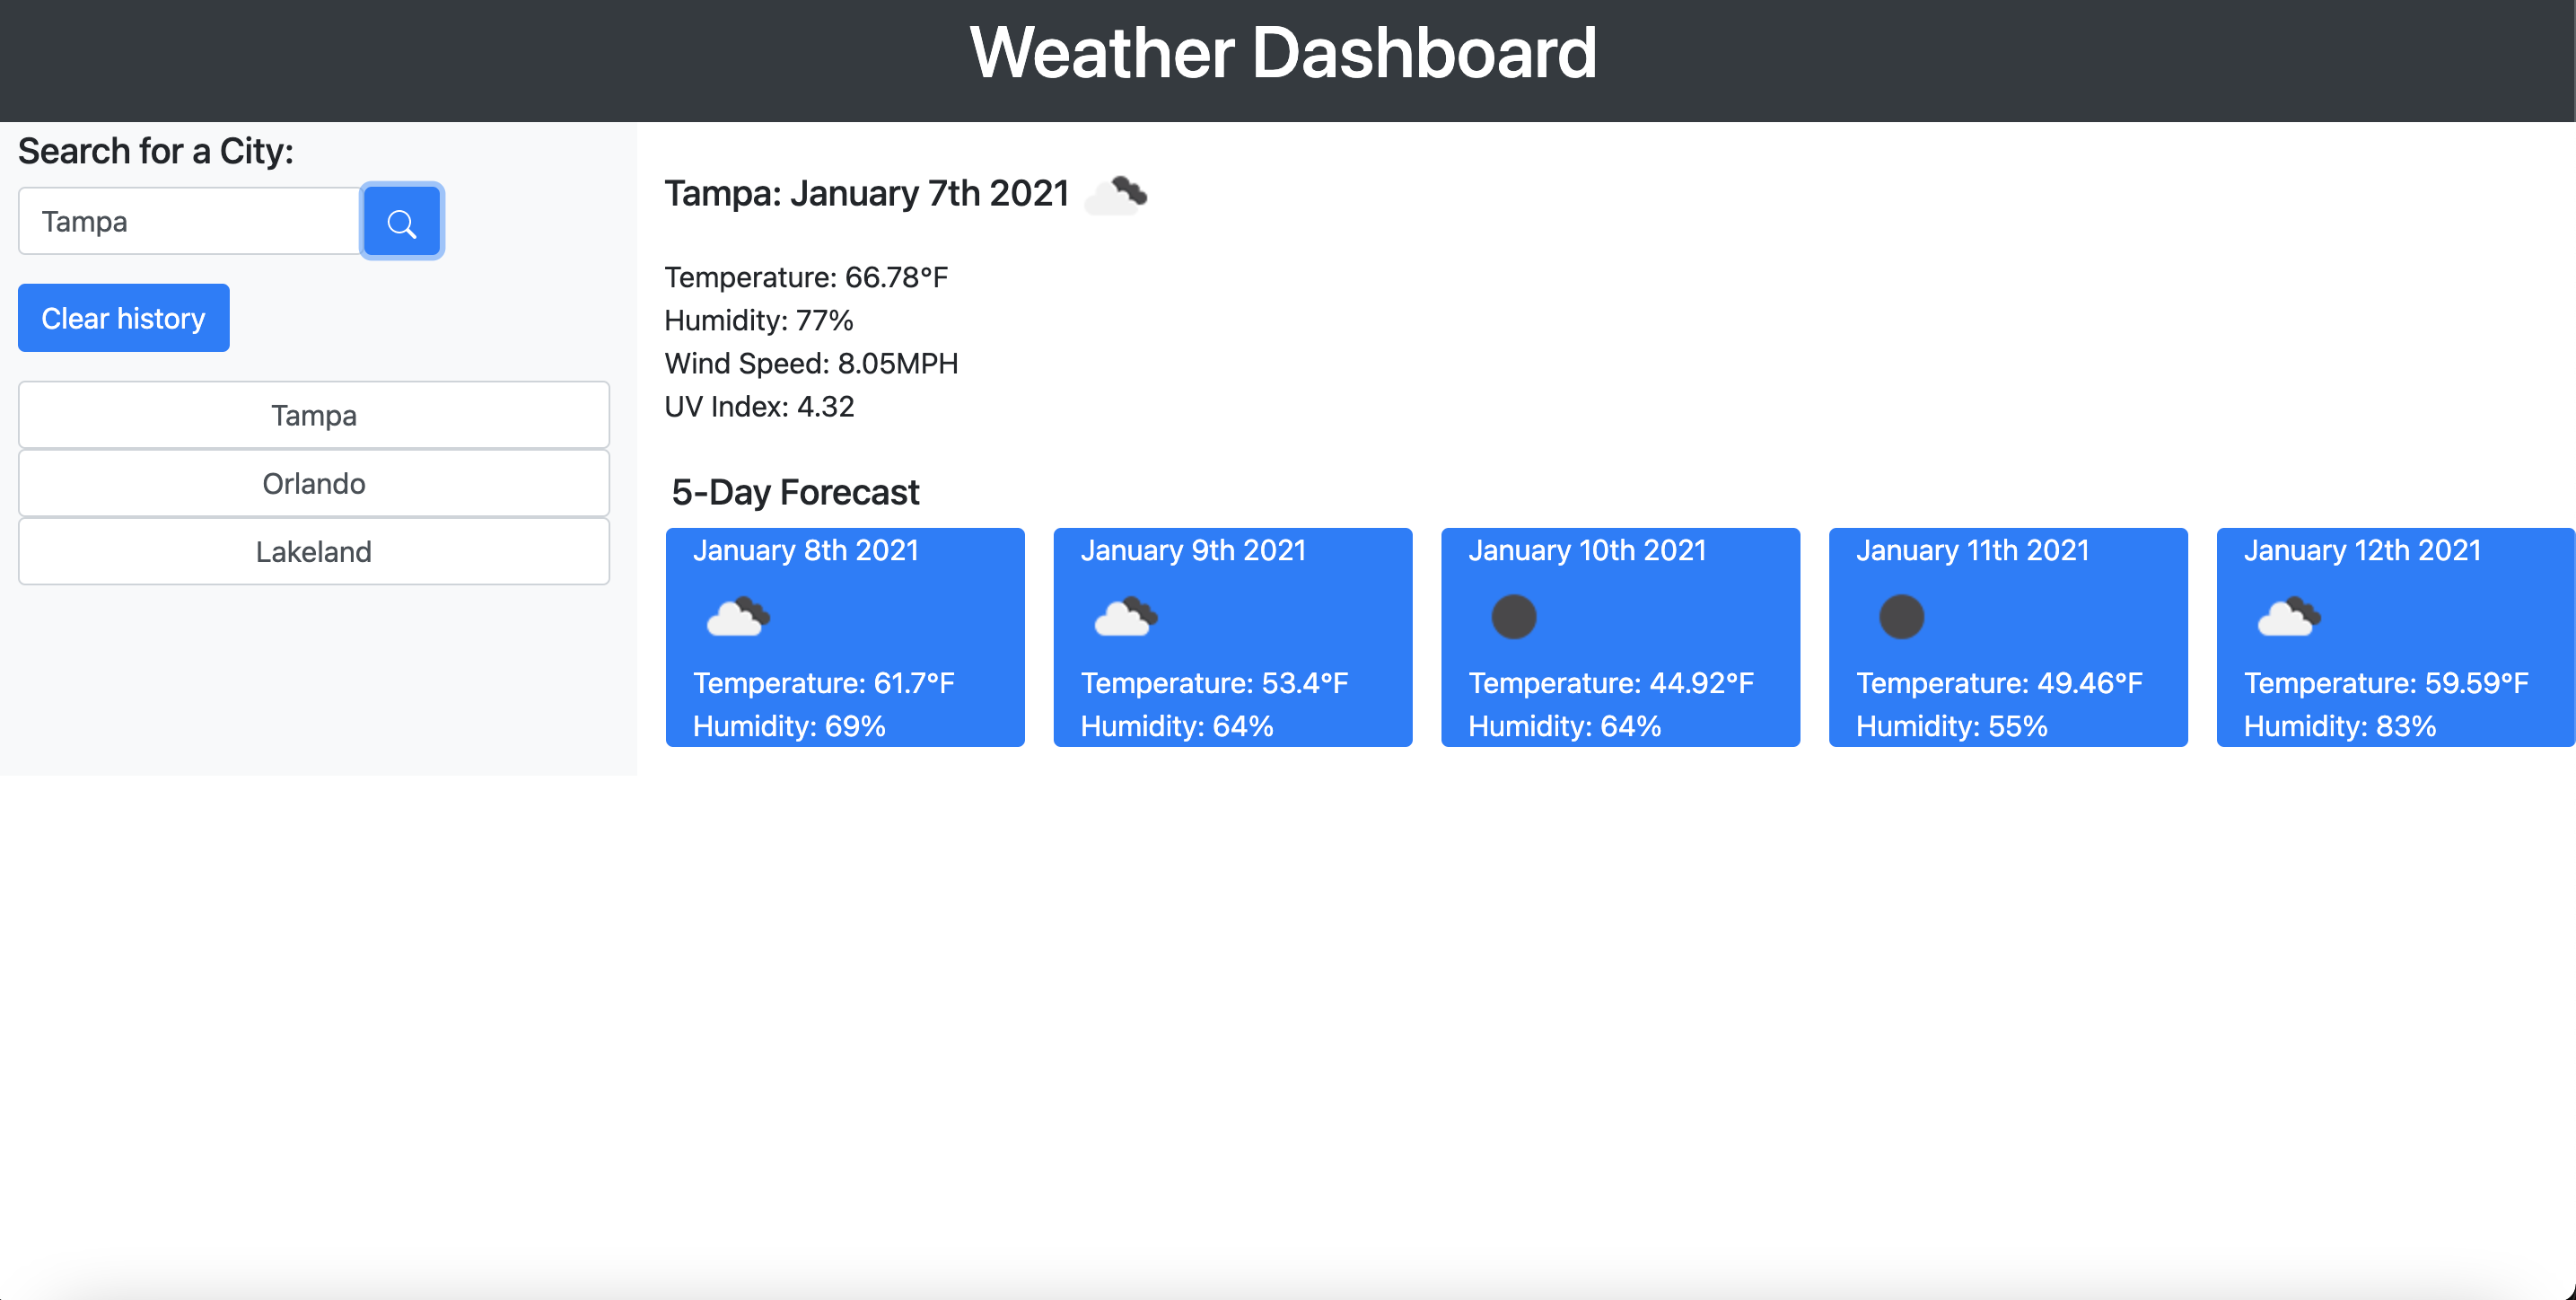 Weather Dashboard
Search for a City:
Tampa
Clear history
Tampa
Orlando
Lakeland
Tampa: January 7th 2021
Temperature: 66.78°F
Humidity: 77%
Wind Speed: 8.05MPH
UV Index: 4.32
5-Day Forecast
January 8th 2021
Temperature: 61.7°F
Humidity: 69%
January 9th 2021
Temperature: 53.4°F
Humidity: 64%
January 10th 2021
Temperature: 44.92°F
Humidity: 64%
January 11th 2021
Temperature: 49.46°F
Humidity: 55%
January 12th 2021
Temperature: 59.59°F
Humidity: 83%